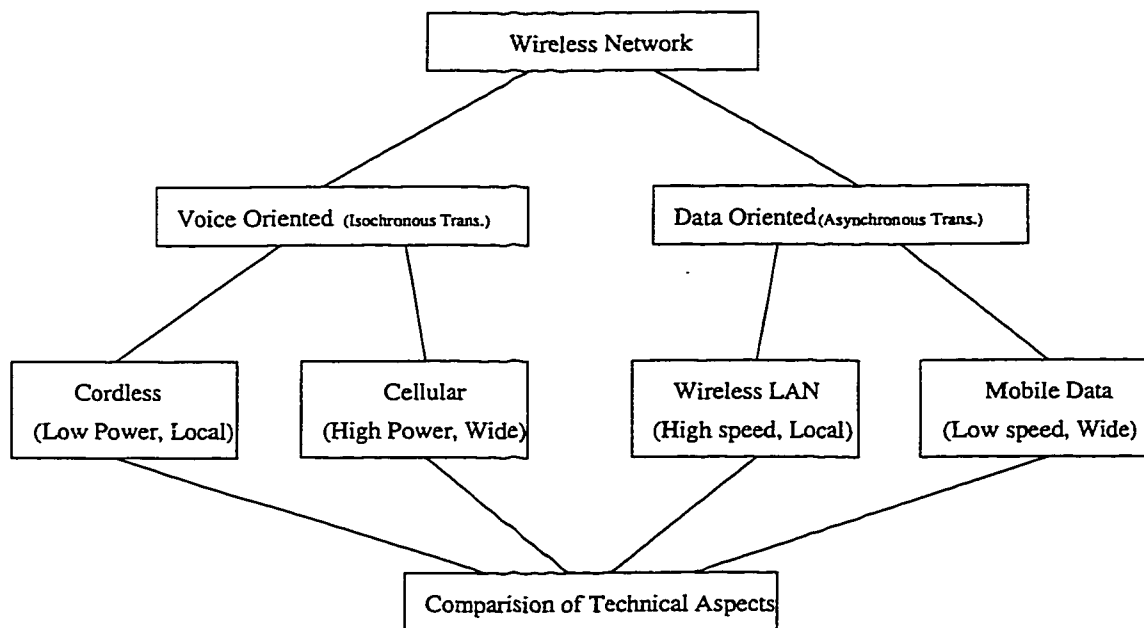 Wireless Network
Voice Oriented (Isochronous Trans.)
Data Oriented(Asynchronous Trans.)
Cordless
(Low Power, Local)
Cellular
(High Power, Wide)
Wireless LAN
(High speed, Local)
Mobile Data
(Low speed, Wide)
Comparision of Technical Aspects